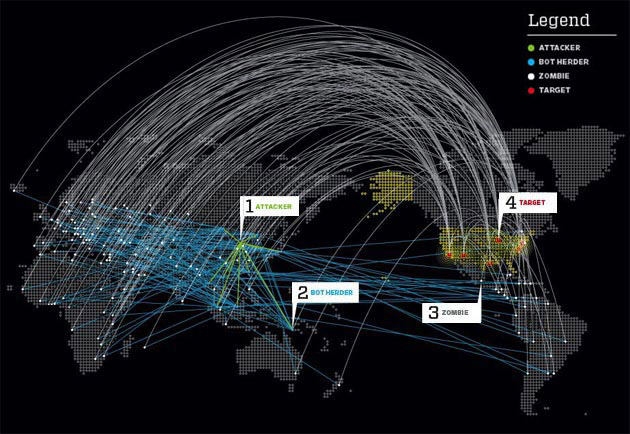 Legend
ATTACKER
BOT HERDER
ZOMBIE
TARGET
1 ATTACKER
4 TARGET
2 BOT HERDER
3 ZOMBIE